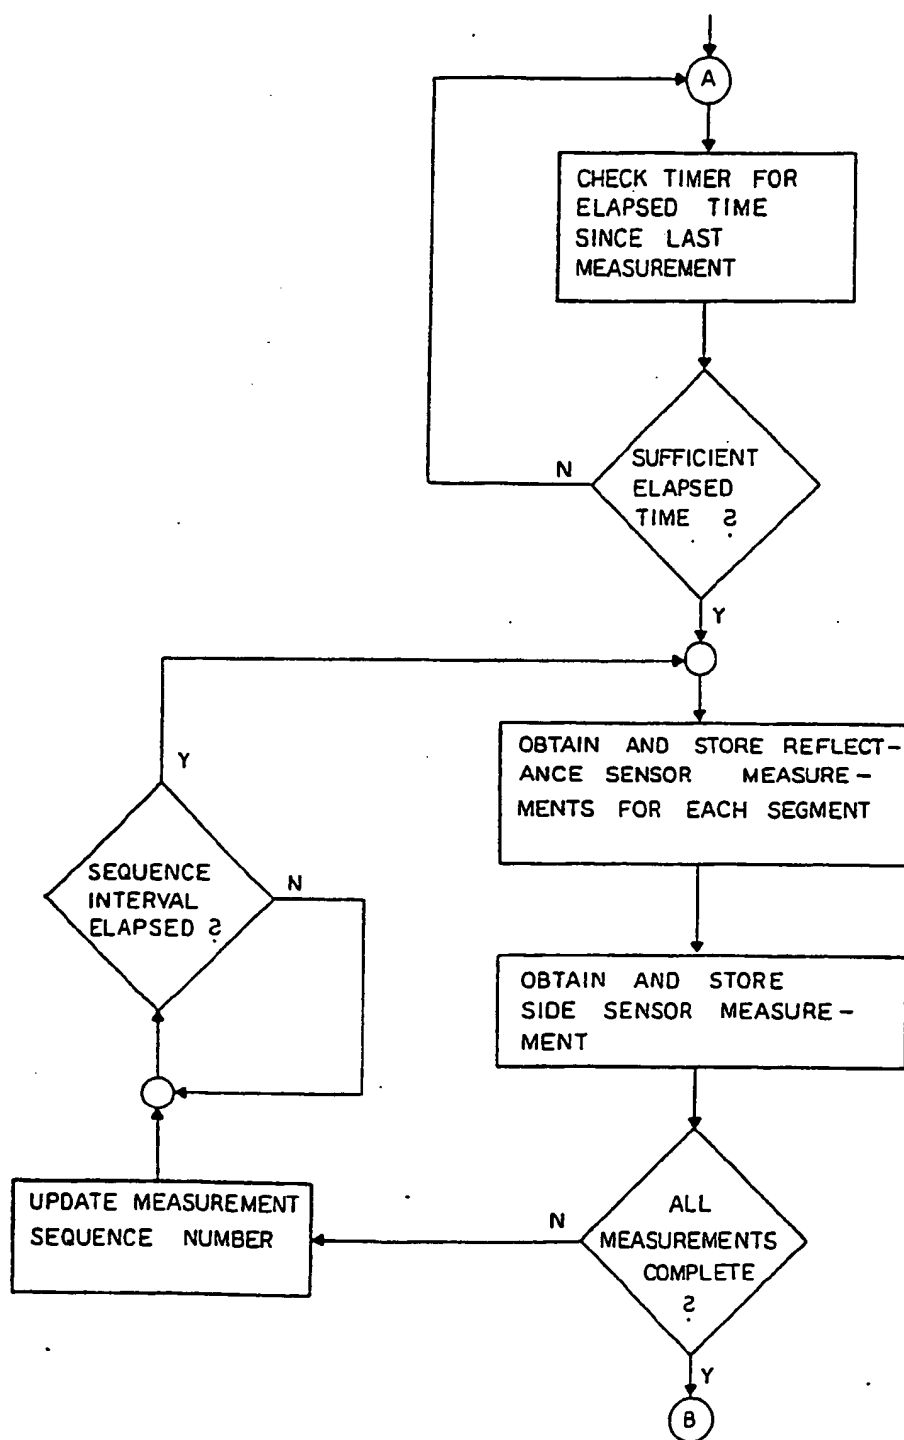 A
CHECK TIMER FOR
ELAPSED TIME
SINCE LAST
MEASUREMENT
SUFFICIENT
ELAPSED
TIME ?
N
Y
OBTAIN AND STORE REFLECT-
ANCE SENSOR MEASURE-
MENTS FOR EACH SEGMENT
Y
SEQUENCE
INTERVAL
ELAPSED ?
N
OBTAIN AND STORE
SIDE SENSOR MEASURE-
MENT
UPDATE MEASUREMENT
SEQUENCE NUMBER
N
ALL
MEASUREMENTS
COMPLETE
?
Y
B